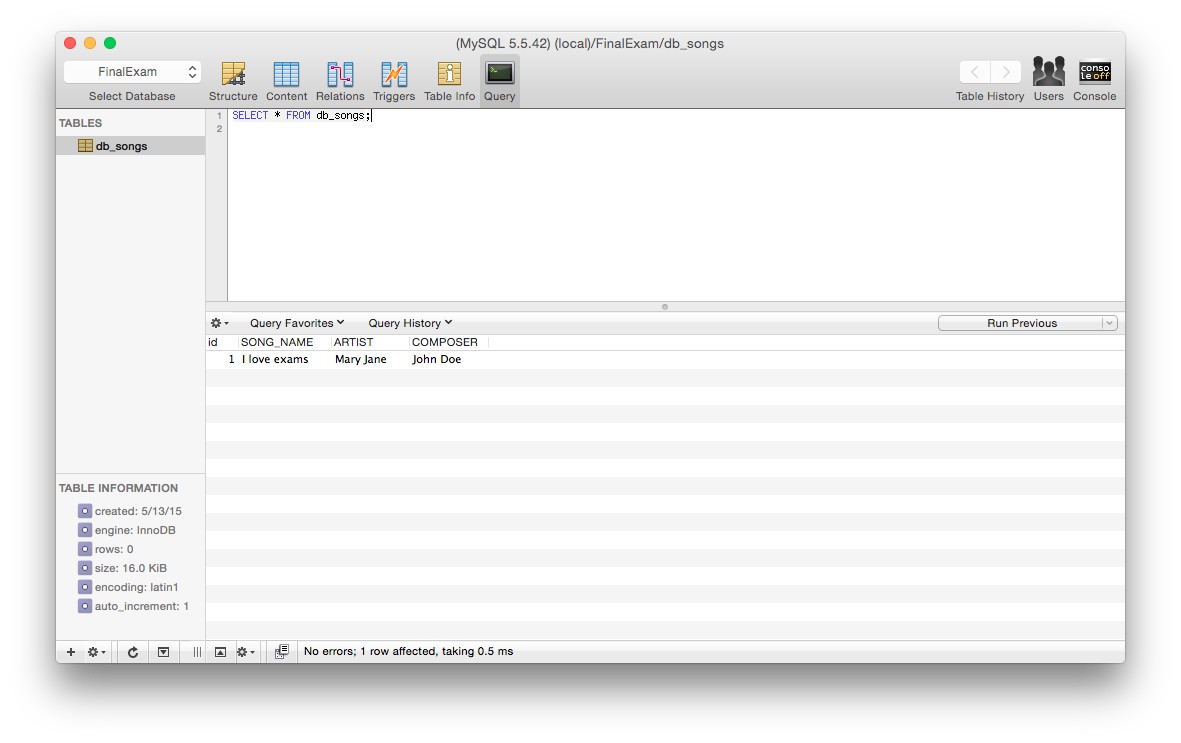 (MySQL 5.5.42) (local)/FinalExam/db_songs
FinalExam
Select Database
Structure Content Relations Triggers Table Info Query
Table History Users Console
conso
le off
TABLES
db_songs
1 SELECT * FROM db_songs;
2
Query Favorites Query History Run Previous
id SONG_NAME ARTIST COMPOSER
1 I love exams Mary Jane John Doe
TABLE INFORMATION
created: 5/13/15
engine: InnoDB
rows: 0
size: 16.0 KiB
encoding: latin1
auto_increment: 1
No errors; 1 row affected, taking 0.5 ms